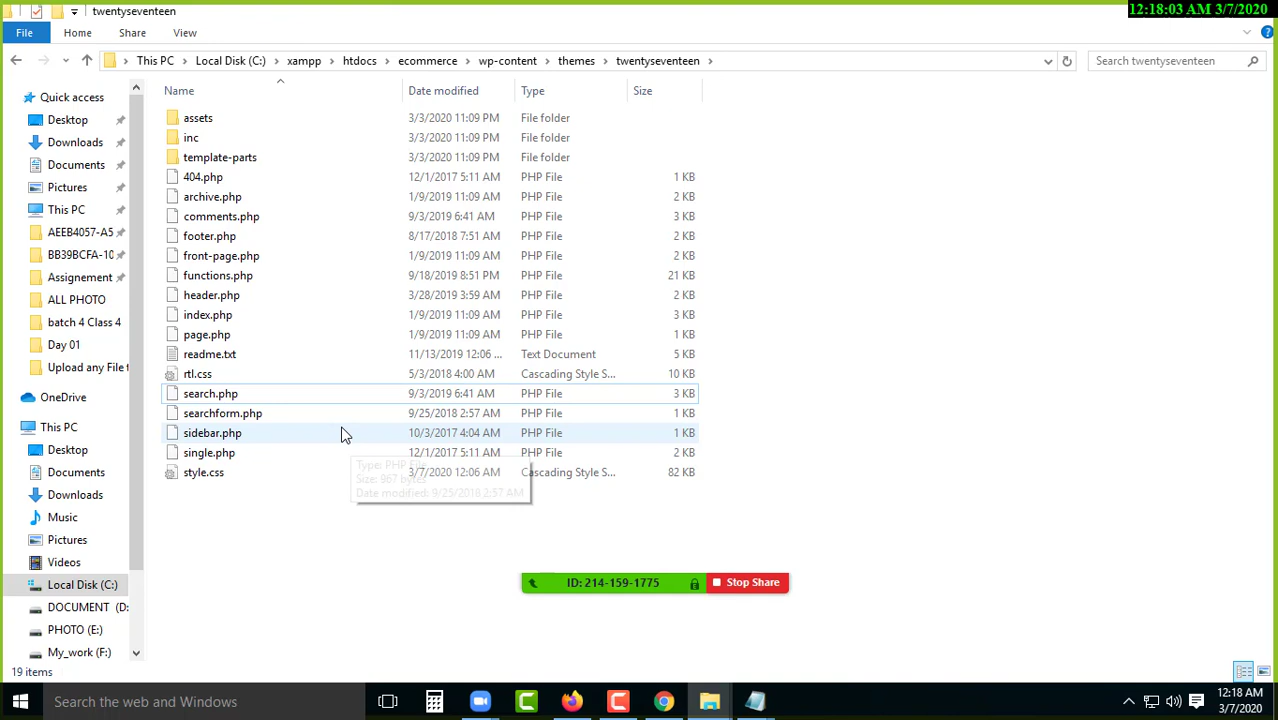 twentyseventeen
12:18:03 AM 3/7/2020
File Home Share View
This PC Local Disk (C:) xampp htdocs ecommerce wp-content themes twentyseventeen
Search twentyseventeen
Name Date modified Type Size
Quick access
Desktop
Downloads
Documents
Pictures
This PC
AEEB4057-A5
BB39BCFA-10
Assignement
ALL PHOTO
batch 4 Class 4
Day 01
Upload any File t
OneDrive
This PC
Desktop
Documents
Downloads
Music
Pictures
Videos
Local Disk (C:)
DOCUMENT (D:
PHOTO (E:)
My_work (F:)
assets 3/3/2020 11:09 PM File folder
inc 3/3/2020 11:09 PM File folder
template-parts 3/3/2020 11:09 PM File folder
404.php 12/1/2017 5:11 AM PHP File 1 KB
archive.php 1/9/2019 11:09 AM PHP File 2 KB
comments.php 9/3/2019 6:41 AM PHP File 3 KB
footer.php 8/17/2018 7:51 AM PHP File 2 KB
front-page.php 1/9/2019 11:09 AM PHP File 2 KB
functions.php 9/18/2019 8:51 PM PHP File 21 KB
header.php 3/28/2019 3:59 AM PHP File 2 KB
index.php 1/9/2019 11:09 AM PHP File 3 KB
page.php 1/9/2019 11:09 AM PHP File 1 KB
readme.txt 11/13/2019 12:06 ... Text Document 5 KB
rtl.css 5/3/2018 4:00 AM Cascading Style S... 10 KB
search.php 9/3/2019 6:41 AM PHP File 3 KB
searchform.php 9/25/2018 2:57 AM PHP File 1 KB
sidebar.php 10/3/2017 4:04 AM PHP File 1 KB
single.php 12/1/2017 5:11 AM PHP File 2 KB
style.css 3/7/2020 12:06 AM Cascading Style S... 82 KB
Type: PHP File
Size: 967 bytes
Date modified: 9/25/2018 2:57 AM
ID: 214-159-1775 Stop Share
19 items
Search the web and Windows
12:18 AM
3/7/2020